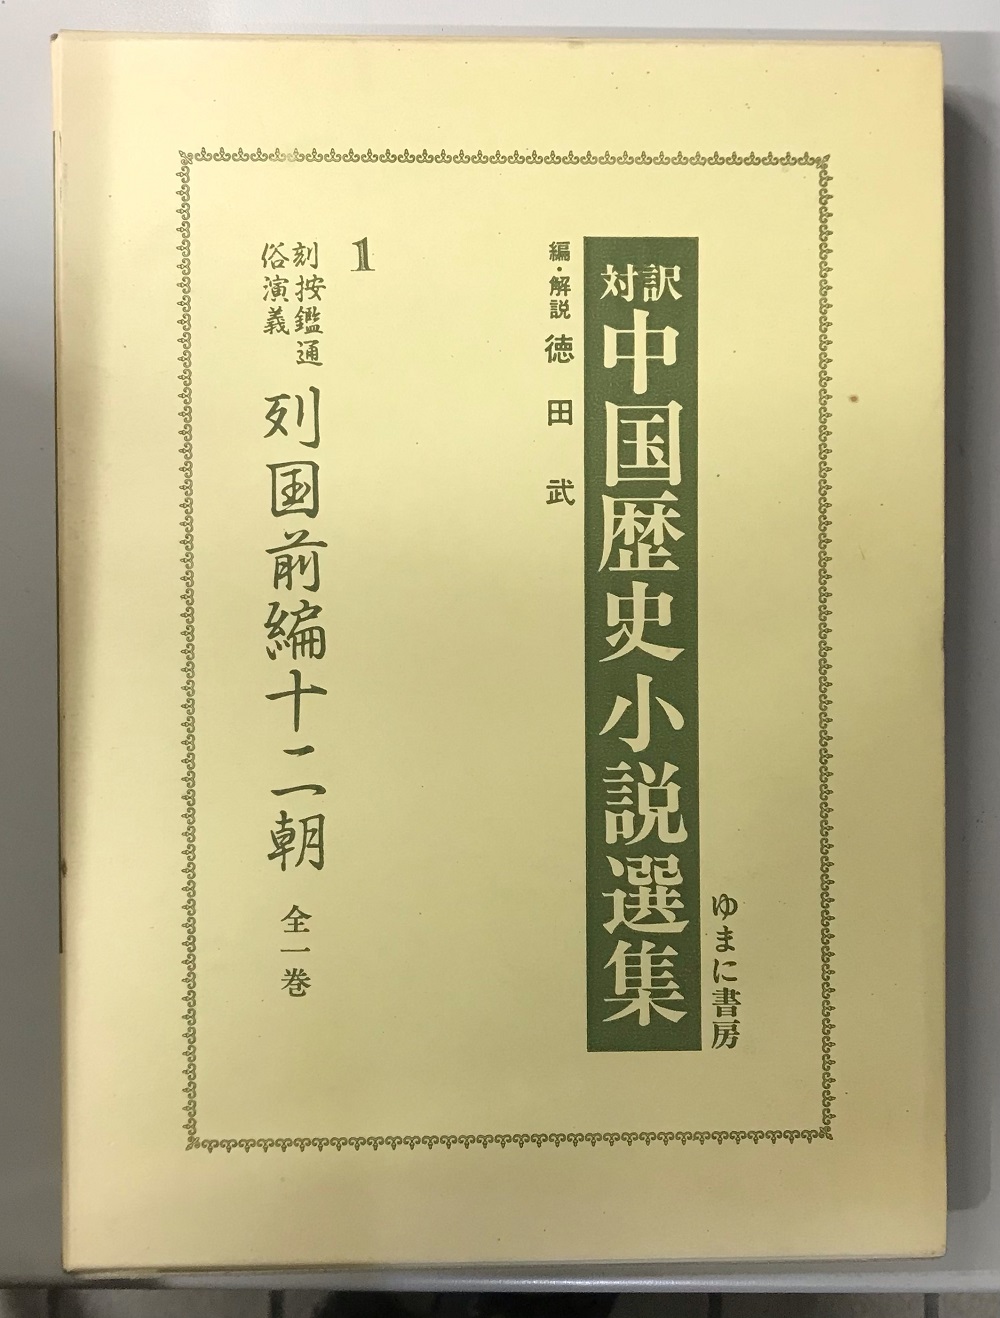 対訳中国歴史小説選集
ゆまに書房
編・解説 徳田武
1
刻按鑑通
俗演義
列国前編十二朝 全一巻